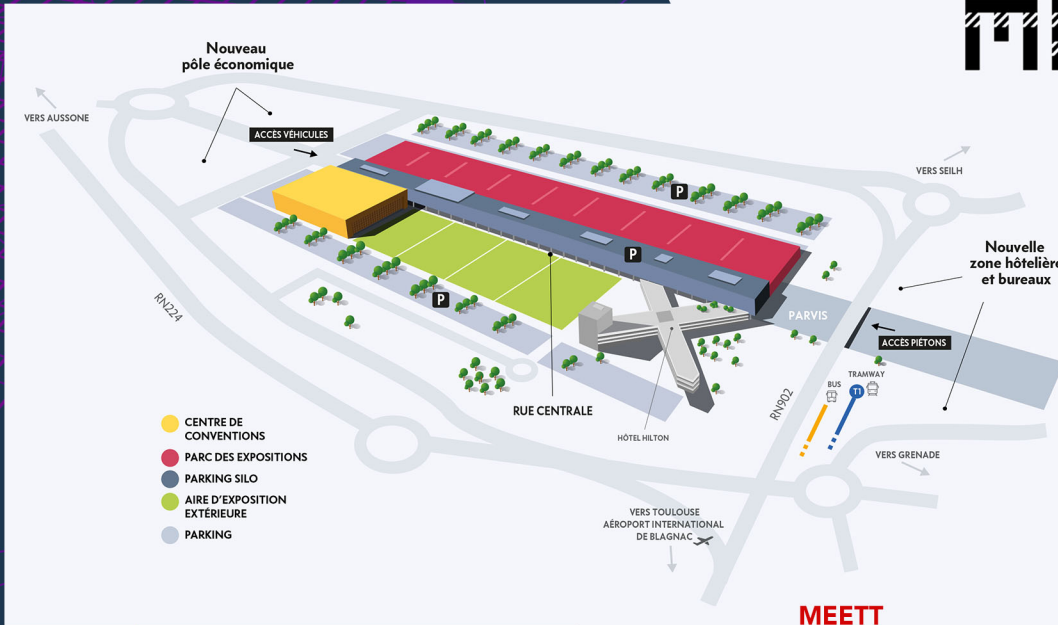 Nouveau
pôle économique
VERS AUSSONE
ACCÈS VÉHICULES
P
VERS SEILH
Nouvelle
zone hôtelière
et bureaux
P
P
RN224
PARVIS
ACCÈS PIÉTONS
BUS
TRAMWAY
T1
RN902
RUE CENTRALE
HÔTEL HILTON
CENTRE DE
CONVENTIONS
PARC DES EXPOSITIONS
PARKING SILO
AIRE D'EXPOSITION
EXTÉRIEURE
PARKING
VERS GRENADE
VERS TOULOUSE
AÉROPORT INTERNATIONAL
DE BLAGNAC
MEETT